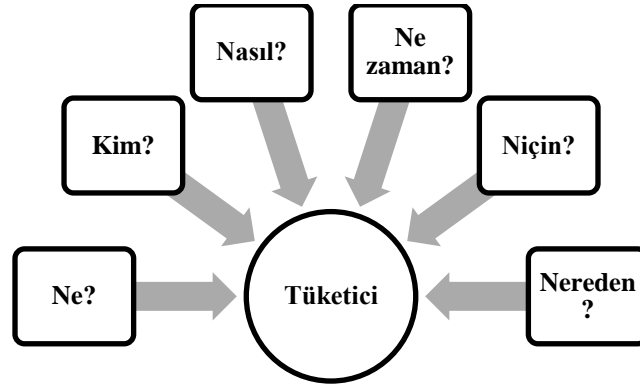 Ne?
Kim?
Nasıl?
Ne
zaman?
Niçin?
Nereden
?
Tüketici